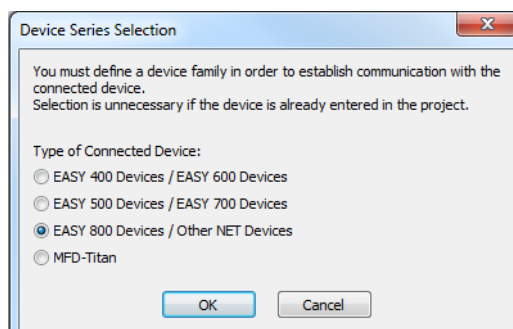 Device Series Selection
You must define a device family in order to establish communication with the
connected device.
Selection is unnecessary if the device is already entered in the project.
Type of Connected Device:
EASY 400 Devices / EASY 600 Devices
EASY 500 Devices / EASY 700 Devices
EASY 800 Devices / Other NET Devices
MFD-Titan
OK
Cancel